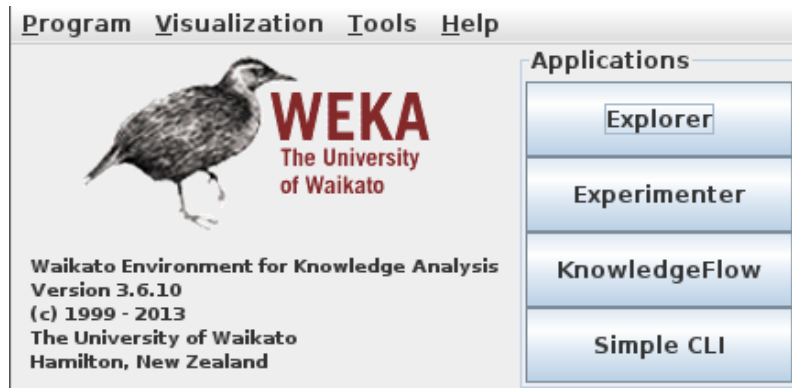 Program Visualization Tools Help
WEKA
The University
of Waikato
Waikato Environment for Knowledge Analysis
Version 3.6.10
(c) 1999 - 2013
The University of Waikato
Hamilton, New Zealand
Applications
Explorer
Experimenter
KnowledgeFlow
Simple CLI